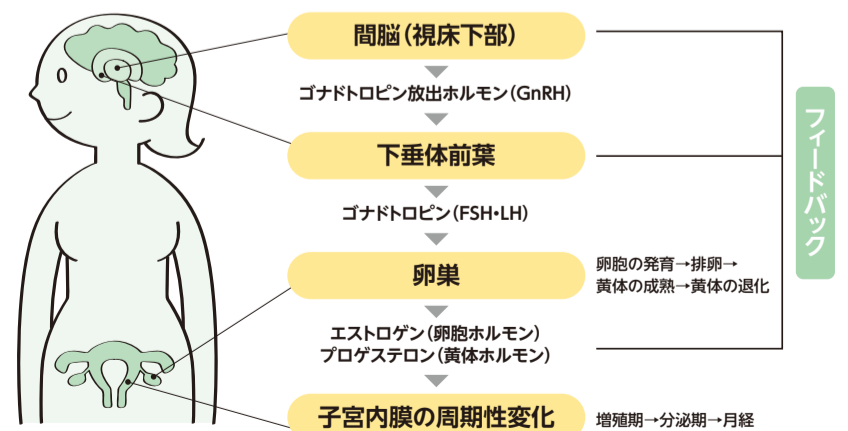 間脳（視床下部）
ゴナドトロピン放出ホルモン（GnRH）
下垂体前葉
ゴナドトロピン（FSH・LH）
卵巣
卵胞の発育→排卵→
黄体の成熟→黄体の退化
エストロゲン（卵胞ホルモン）
プロゲステロン（黄体ホルモン）
子宮内膜の周期性変化
増殖期→分泌期→月経
フィードバック